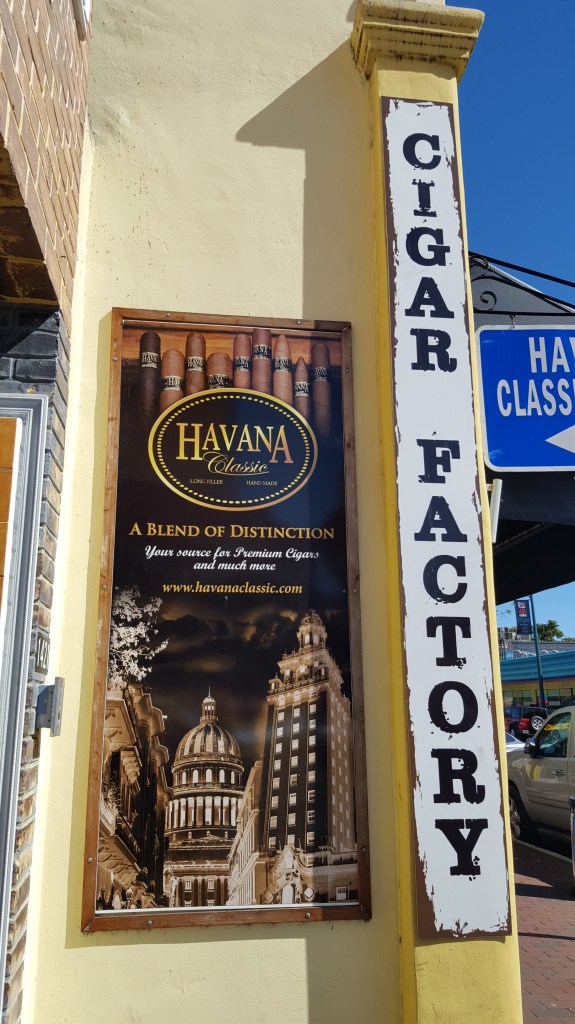 HAVANA
Classic
LONG FILLER HAND MADE
A BLEND OF DISTINCTION
Your source for Premium Cigars
and much more
www.havanaclassic.com
CIGAR FACTORY
HAV
CLASS